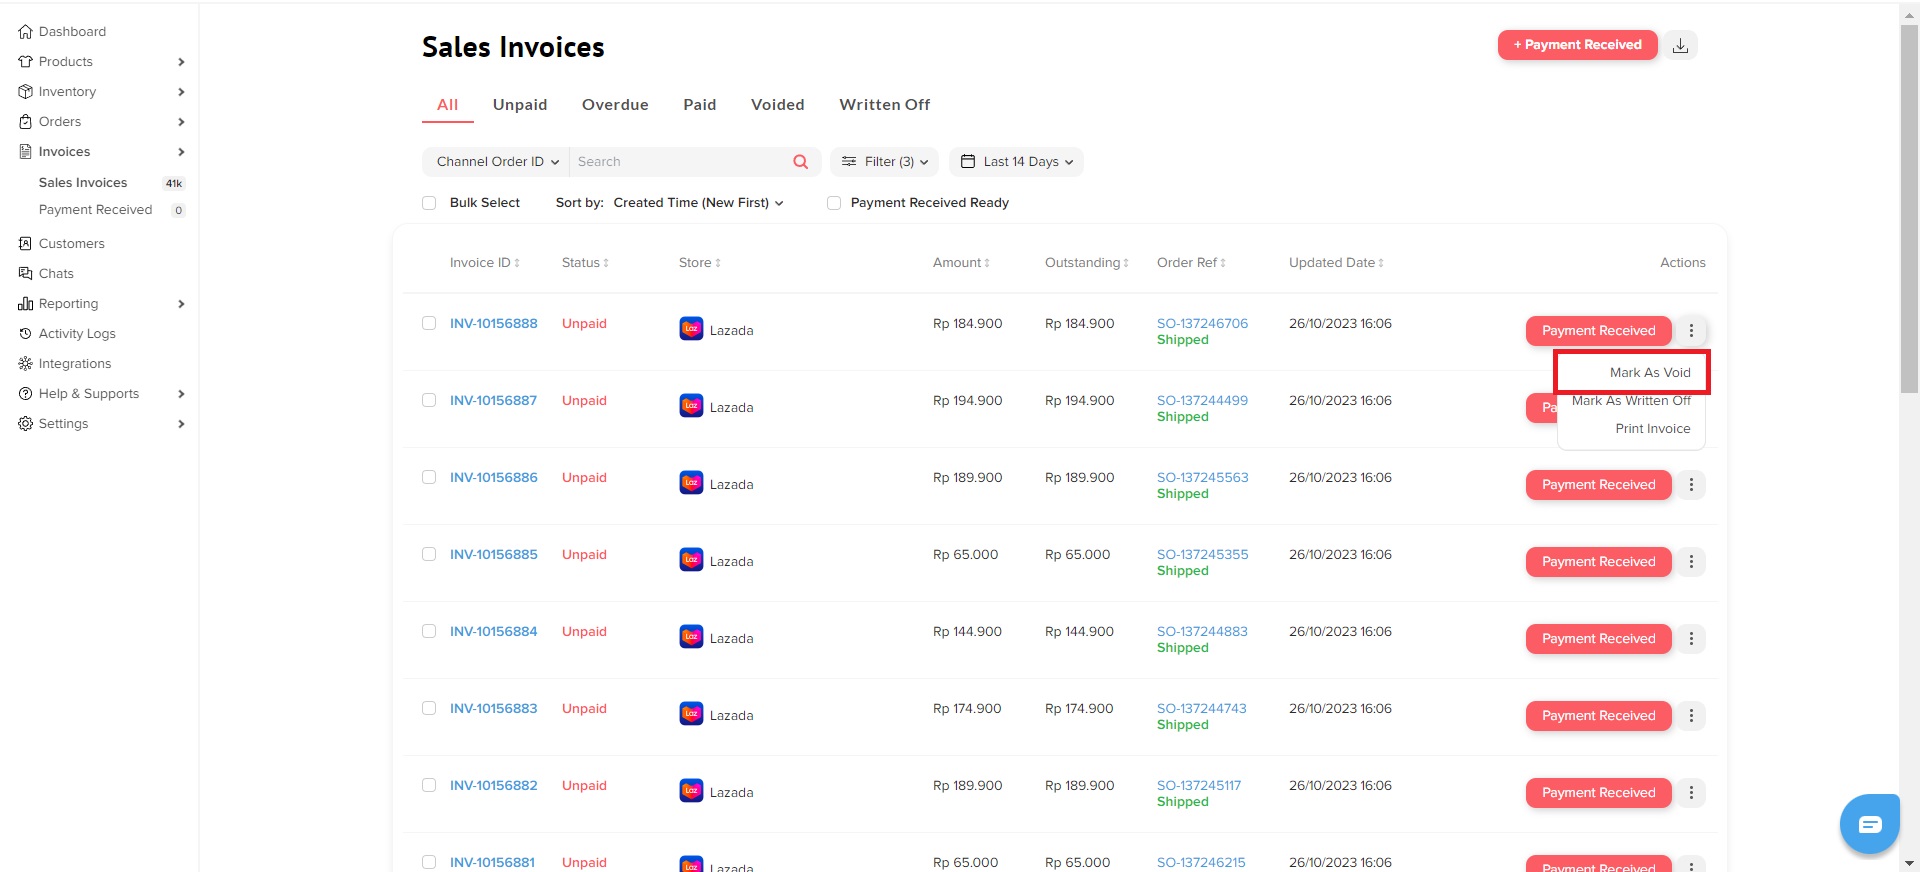 Dashboard
Products
Inventory
Orders
Invoices
Sales Invoices 41k
Payment Received 0
Customers
Chats
Reporting
Activity Logs
Integrations
Help & Supports
Settings
Sales Invoices
+ Payment Received
All Unpaid Overdue Paid Voided Written Off
Channel Order ID Search Filter (3) Last 14 Days
Bulk Select Sort by: Created Time (New First) Payment Received Ready
Invoice ID Status Store Amount Outstanding Order Ref Updated Date Actions
INV-10156888 Unpaid Laz Lazada Rp 184.900 Rp 184.900 SO-137246706 26/10/2023 16:06 Payment Received
Shipped
Mark As Void
Mark As Written Off
Print Invoice
INV-10156887 Unpaid Laz Lazada Rp 194.900 Rp 194.900 SO-137244499 26/10/2023 16:06 Pa
Shipped
INV-10156886 Unpaid Laz Lazada Rp 189.900 Rp 189.900 SO-137245563 26/10/2023 16:06 Payment Received
Shipped
INV-10156885 Unpaid Laz Lazada Rp 65.000 Rp 65.000 SO-137245355 26/10/2023 16:06 Payment Received
Shipped
INV-10156884 Unpaid Laz Lazada Rp 144.900 Rp 144.900 SO-137244883 26/10/2023 16:06 Payment Received
Shipped
INV-10156883 Unpaid Laz Lazada Rp 174.900 Rp 174.900 SO-137244743 26/10/2023 16:06 Payment Received
Shipped
INV-10156882 Unpaid Laz Lazada Rp 189.900 Rp 189.900 SO-137245117 26/10/2023 16:06 Payment Received
Shipped
INV-10156881 Unpaid Laz Lazada Rp 65.000 Rp 65.000 SO-137246215 26/10/2023 16:06 Payment Received